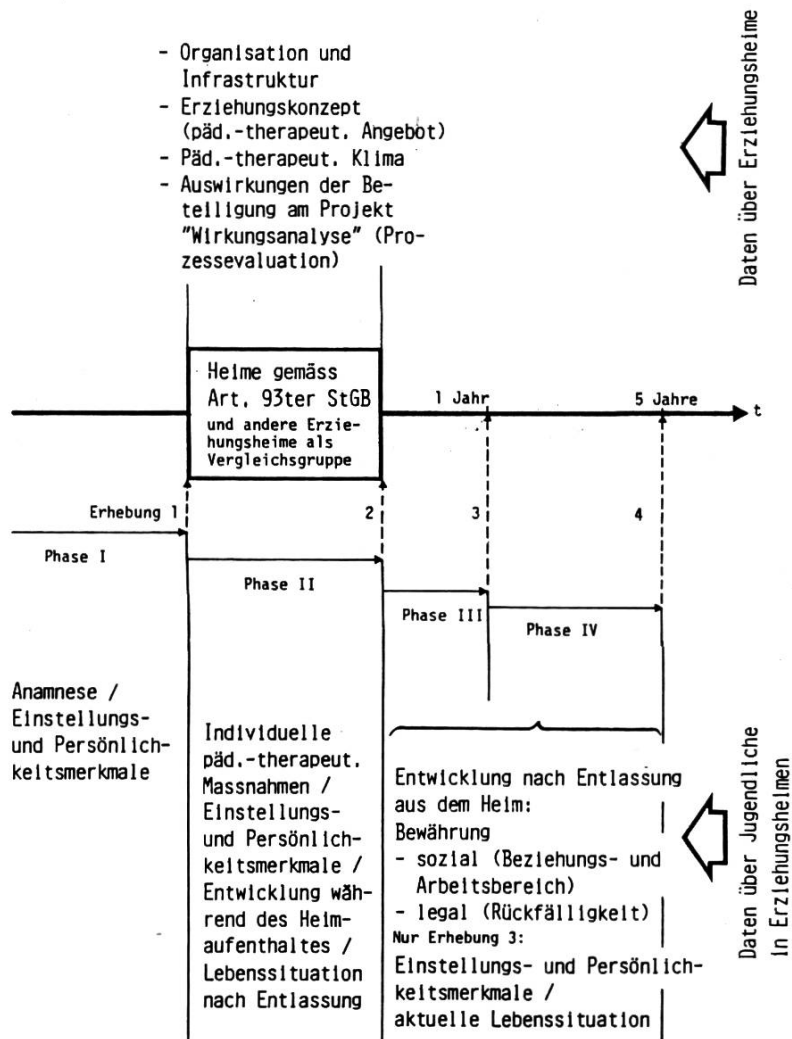 - Organisation und
Infrastruktur
- Erziehungskonzept
(päd.-therapeut. Angebot)
- Päd.-therapeut. Klima
- Auswirkungen der Be-
teiligung am Projekt
"Wirkungsanalyse" (Pro-
zessevaluation)
Daten über Erziehungsheime
Heime gemäss
Art. 93ter StGB
und andere Erzie-
hungsheime als
Vergleichsgruppe
1 Jahr
5 Jahre
t
Erhebung 1
2
3
4
Phase I
Phase II
Phase III
Phase IV
Anamnese /
Einstellungs-
und Persönlich-
keitsmerkmale
Individuelle
päd.-therapeut.
Massnahmen /
Einstellungs-
und Persönlich-
keitsmerkmale /
Entwicklung wäh-
rend des Heim-
aufenthaltes /
Lebenssituation
nach Entlassung
Entwicklung nach Entlassung
aus dem Heim:
Bewährung
- sozial (Beziehungs- und
Arbeitsbereich)
- legal (Rückfälligkeit)
Nur Erhebung 3:
Einstellungs- und Persönlich-
keitsmerkmale /
aktuelle Lebenssituation
Daten über Jugendliche
in Erziehungsheimen